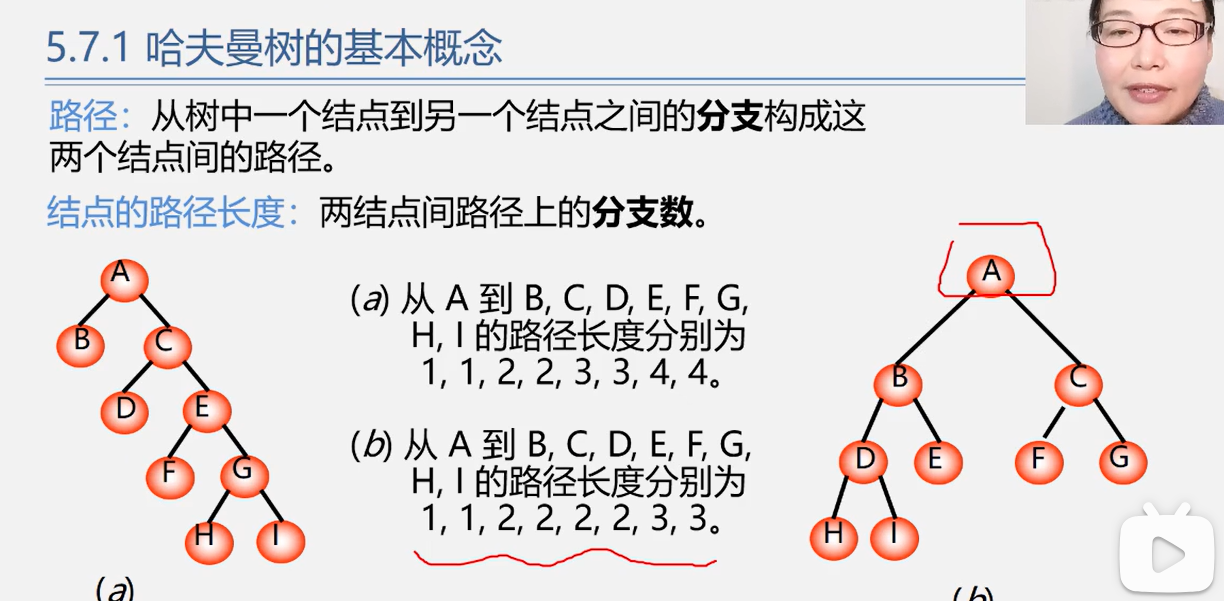 5.7.1 哈夫曼树的基本概念
路径：从树中一个结点到另一个结点之间的分支构成这
两个结点间的路径。
结点的路径长度：两结点间路径上的分支数。
(a) 从 A 到 B, C, D, E, F, G,
H, I 的路径长度分别为
1, 1, 2, 2, 3, 3, 4, 4。
(b) 从 A 到 B, C, D, E, F, G,
H, I 的路径长度分别为
1, 1, 2, 2, 2, 2, 3, 3。
A
B C
D E
F G
H I
(a)
A
B C
D E F G
H I
(b)